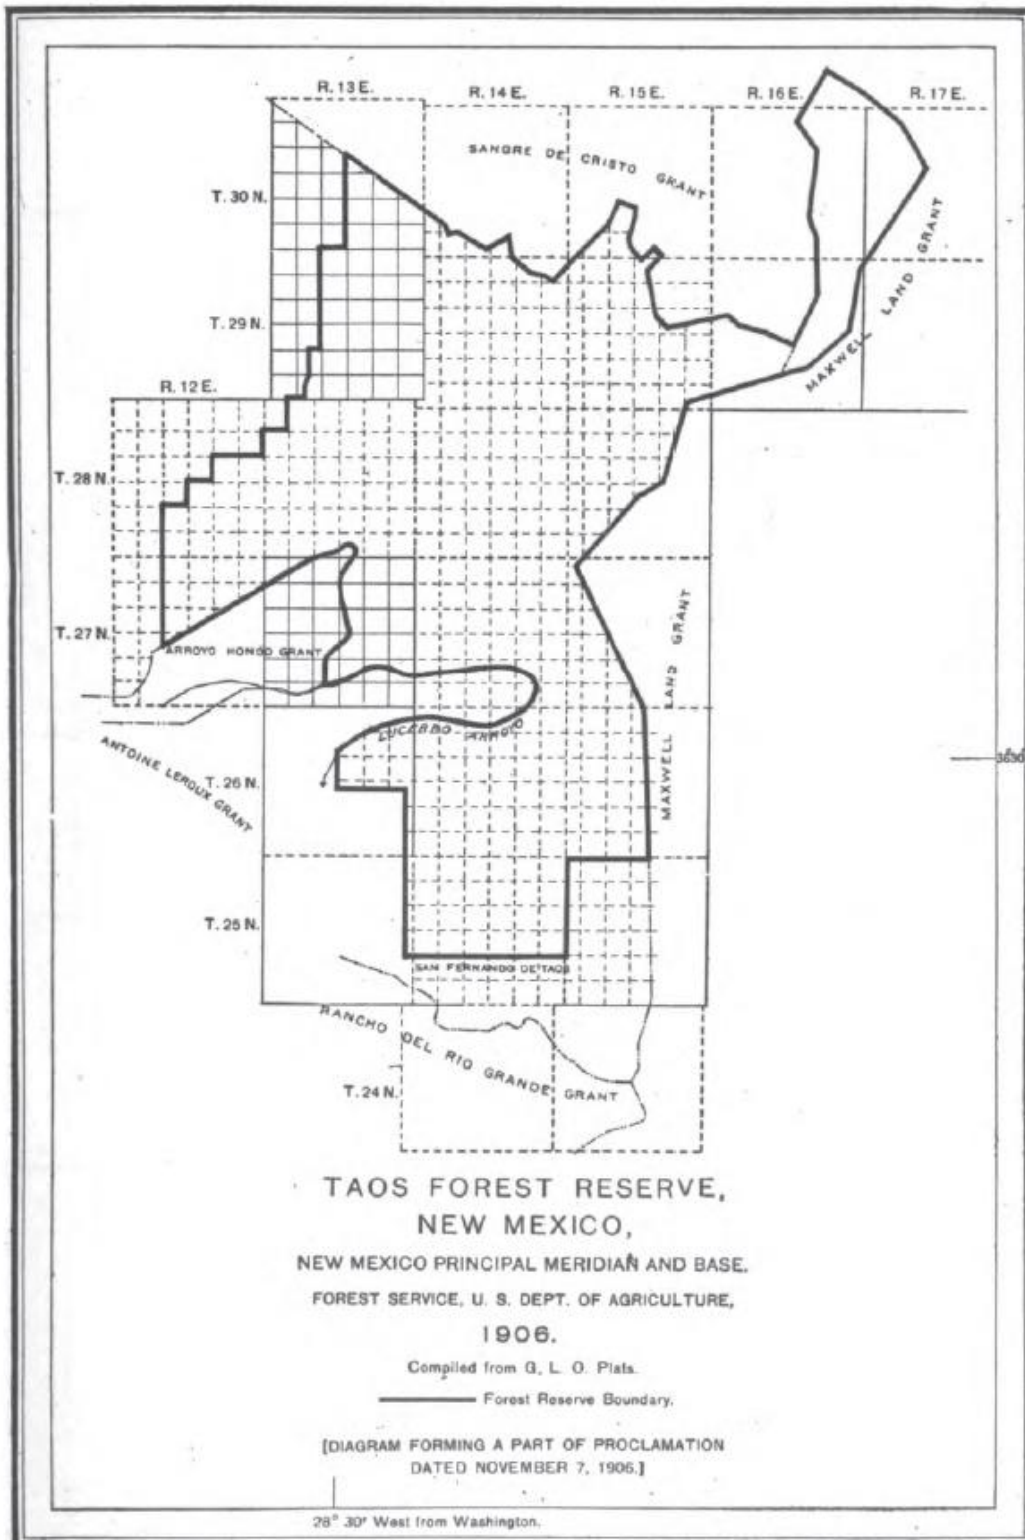 R. 13 E.
R. 14 E.
R. 15 E.
R. 16 E.
R. 17 E.
SANGRE DE CRISTO GRANT
T. 30 N.
MAXWELL LAND GRANT
T. 29 N.
R. 12 E.
T. 28 N.
T. 27 N.
ARROYO HONDO GRANT
MAXWELL LAND GRANT
LUCERBO ARROYO
ANTOINE LEROUX GRANT
T. 26 N.
T. 25 N.
SAN FERNANDO DE TAOS
RANCHO DEL RIO GRANDE GRANT
T. 24 N.
TAOS FOREST RESERVE,
NEW MEXICO,
NEW MEXICO PRINCIPAL MERIDIAN AND BASE.
FOREST SERVICE, U. S. DEPT. OF AGRICULTURE,
1906.
Compiled from G. L. O. Plats.
Forest Reserve Boundary.
[DIAGRAM FORMING A PART OF PROCLAMATION
DATED NOVEMBER 7, 1906.]
28° 30' West from Washington.